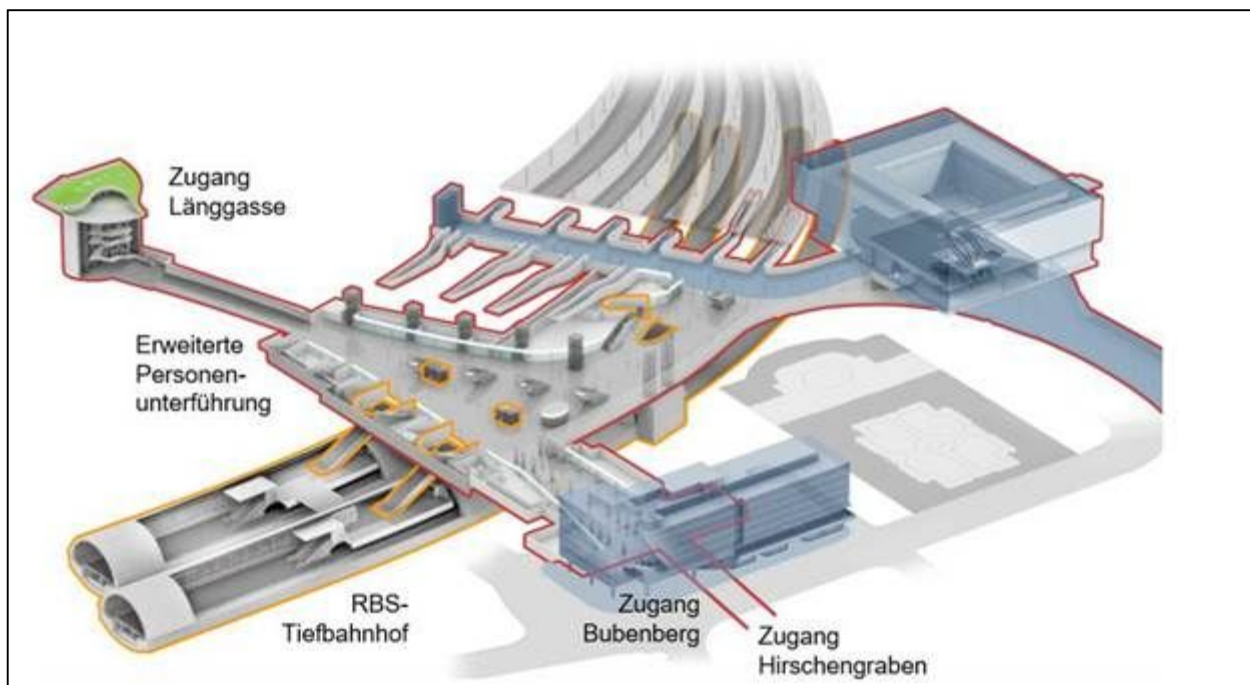 Zugang
Länggasse
Erweiterte
Personen-
unterführung
RBS-
Tiefbahnhof
Zugang
Bubenberg
Zugang
Hirschengraben